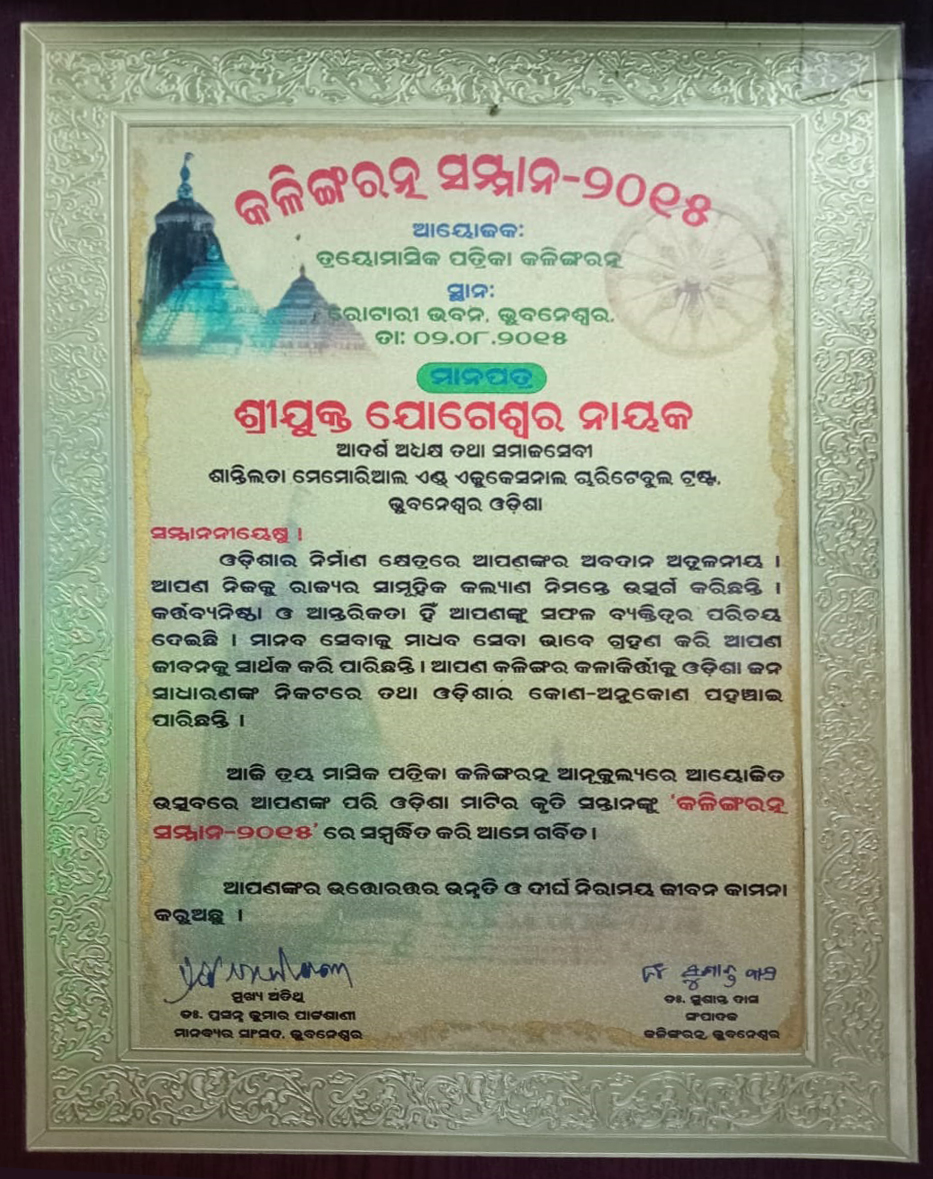 କଳିଙ୍ଗରତ୍ନ ସମ୍ମାନ-୨୦୧୫
ଆୟୋଜକ:
ତ୍ରୟୋମାସିକ ପତ୍ରିକା କଳିଙ୍ଗରତ୍ନ
ସ୍ଥାନ:
ରୋଟାରୀ ଭବନ, ଭୁବନେଶ୍ୱର,
ତା: ୦୨.୦୮.୨୦୧୫
ମାନପତ୍ର
ଶ୍ରୀଯୁକ୍ତ ଯୋଗେଶ୍ୱର ନାୟକ
ଆଦର୍ଶ ଅଧ୍ୟକ୍ଷ ତଥା ସମାଜସେବୀ
ଶାନ୍ତିଲତା ମେମୋରିଆଲ ଏଣ୍ଡ ଏଜୁକେସନାଲ ଚ୍ୟାରିଟେବୁଲ ଟ୍ରଷ୍ଟ,
ଭୁବନେଶ୍ୱର ଓଡ଼ିଶା
ସମ୍ମାନନୀୟେଷୁ ।
ଓଡ଼ିଶାର ନିର୍ମାଣ କ୍ଷେତ୍ରରେ ଆପଣଙ୍କର ଅବଦାନ ଅତୁଳନୀୟ ।
ଆପଣ ନିଜକୁ ରାଜ୍ୟର ସାମୂହିକ କଲ୍ୟାଣ ନିମନ୍ତେ ଉତ୍ସର୍ଗ କରିଛନ୍ତି ।
କର୍ତ୍ତବ୍ୟନିଷ୍ଠା ଓ ଆନ୍ତରିକତା ହିଁ ଆପଣଙ୍କୁ ସଫଳ ବ୍ୟକ୍ତିତ୍ୱର ପରିଚୟ
ଦେଇଛି । ମାନବ ସେବାକୁ ମାଧବ ସେବା ଭାବେ ଗ୍ରହଣ କରି ଆପଣ
ଜୀବନକୁ ସାର୍ଥକ କରି ପାରିଛନ୍ତି । ଆପଣ କଳିଙ୍ଗର କଳାକିର୍ତ୍ତୀକୁ ଓଡ଼ିଶା ଜନ
ସାଧାରଣଙ୍କ ନିକଟରେ ତଥା ଓଡ଼ିଶାର କୋଣ-ଅନୁକୋଣ ପହଞ୍ଚାଇ
ପାରିଛନ୍ତି ।
ଆଜି ତ୍ରୟ ମାସିକ ପତ୍ରିକା କଳିଙ୍ଗରତ୍ନ ଆନୁକୁଲ୍ୟରେ ଆୟୋଜିତ
ଉତ୍ସବରେ ଆପଣଙ୍କ ପରି ଓଡ଼ିଶା ମାଟିର କୃତି ସନ୍ତାନଙ୍କୁ 'କଳିଙ୍ଗରତ୍ନ
ସମ୍ମାନ-୨୦୧୫' ରେ ସମ୍ବର୍ଦ୍ଧିତ କରି ଆମେ ଗର୍ବିତ ।
ଆପଣଙ୍କର ଉତ୍ତୋରତ୍ତର ଉନ୍ନତି ଓ ଦୀର୍ଘ ନିରାମୟ ଜୀବନ କାମନା
କରୁଅଛୁ ।
ମୁଖ୍ୟ ଅତିଥି
ଡଃ. ପ୍ରସନ୍ନ କୁମାର ପାଟ୍ଟଶାଣୀ
ମାନ୍ୟବର ସାଂସଦ, ଭୁବନେଶ୍ୱର
ଡଃ. ସୁଶାନ୍ତ ଦାସ
ସଂପାଦକ
କଳିଙ୍ଗରତ୍ନ, ଭୁବନେଶ୍ୱର